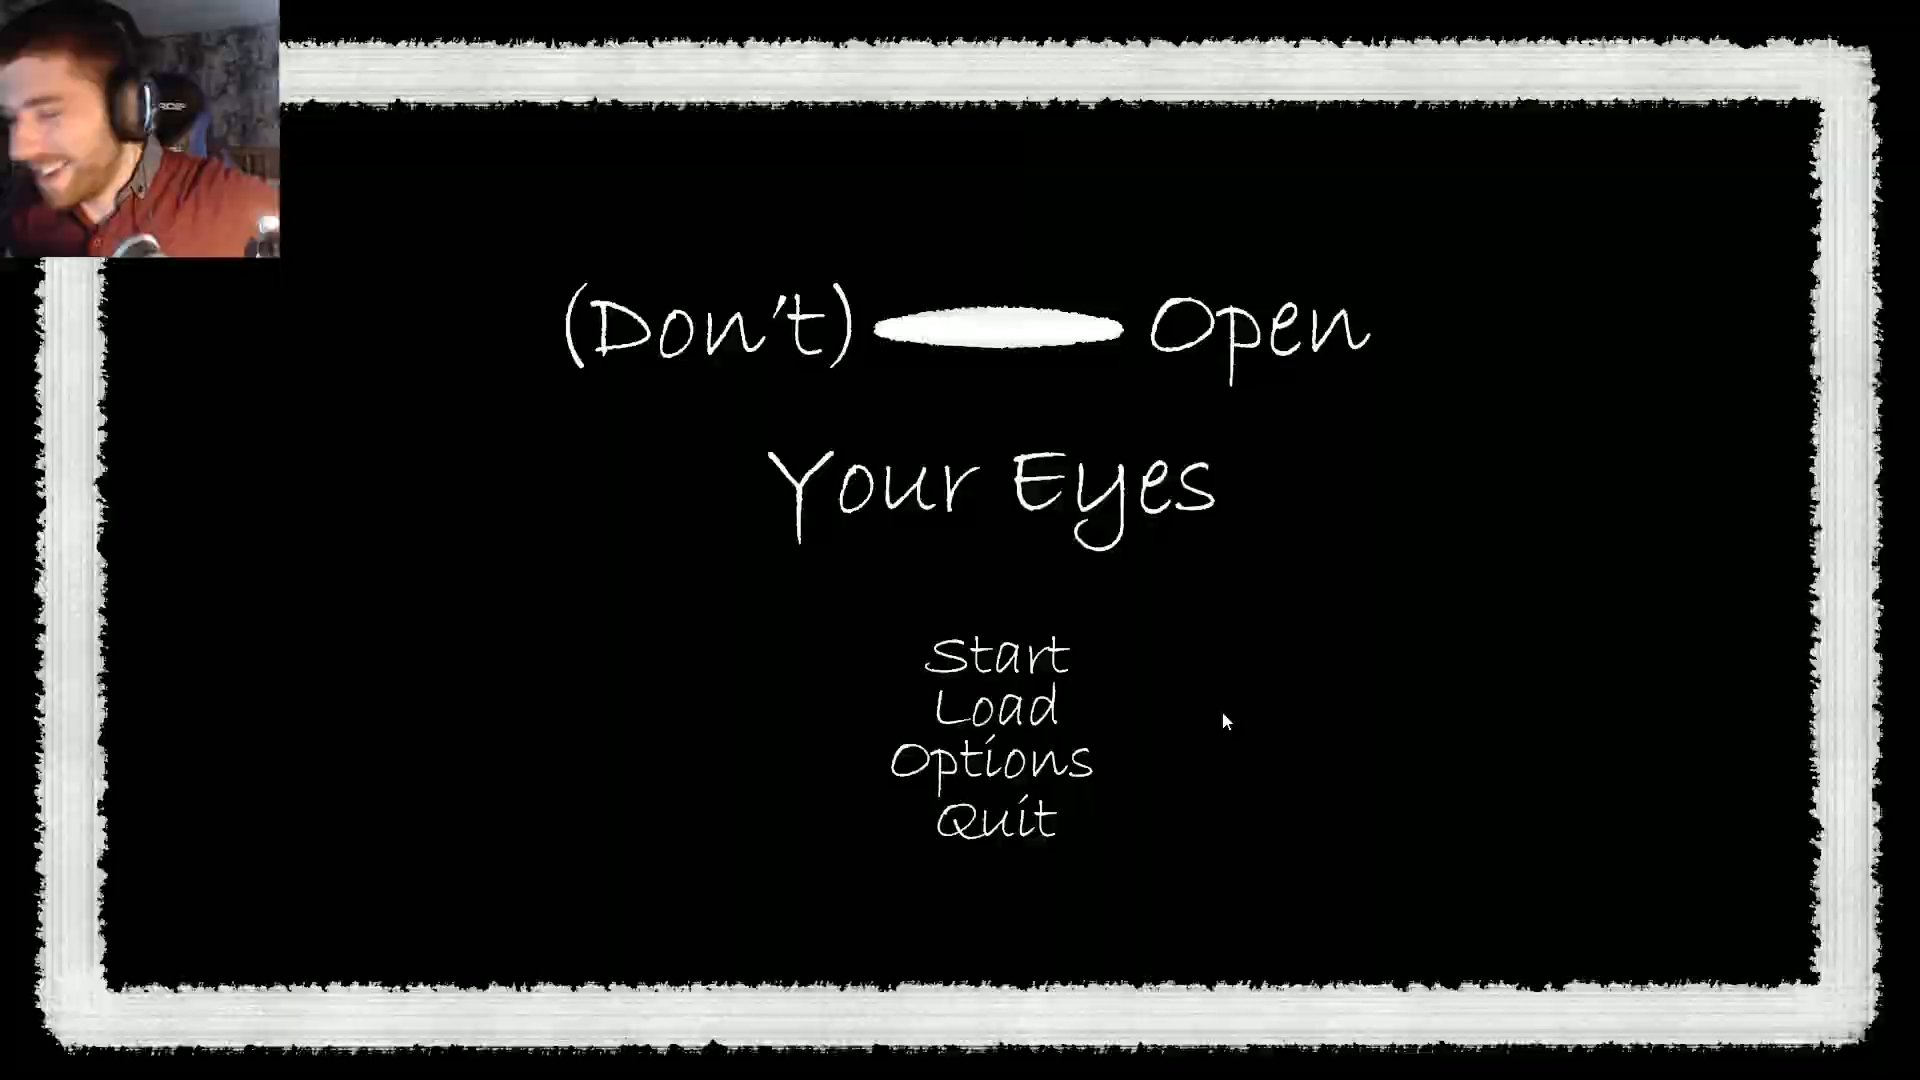 (Don't) Open
Your Eyes
Start
Load
Options
Quit